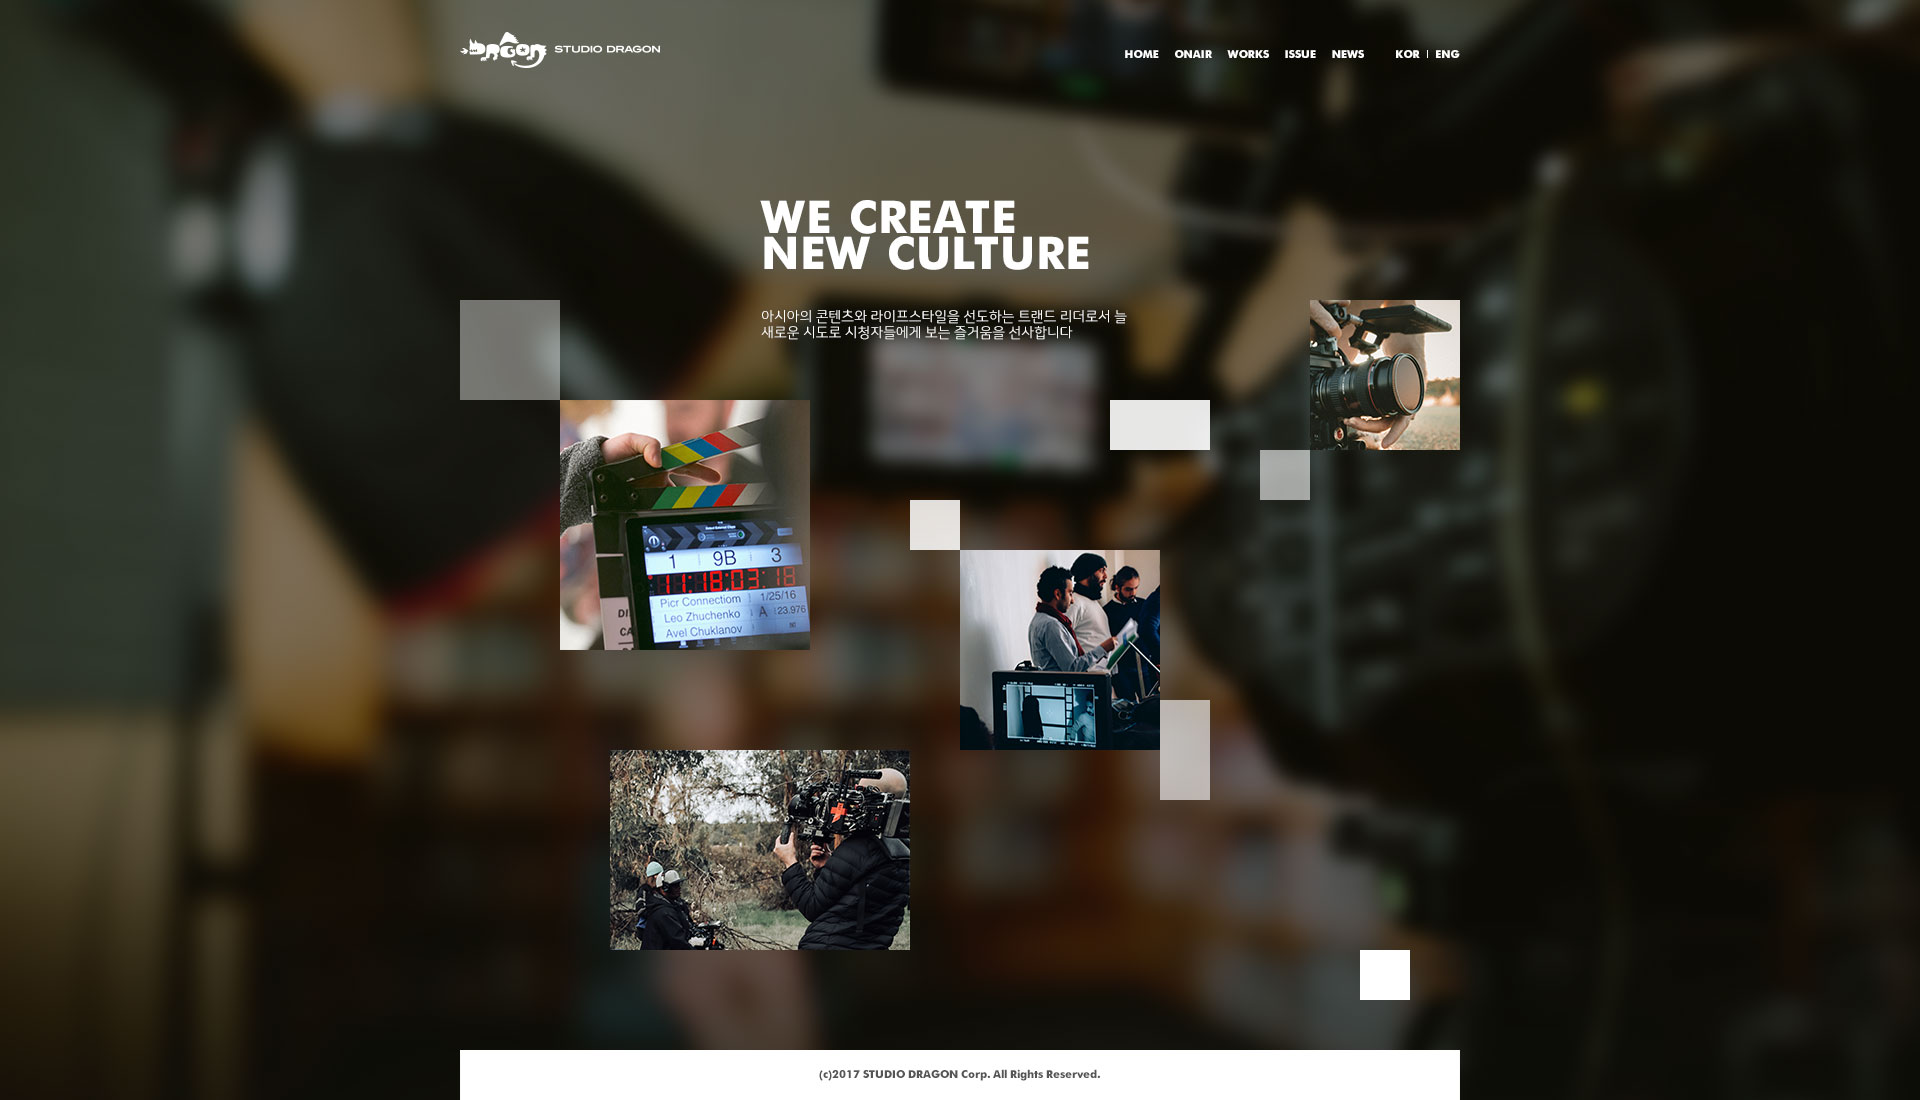 DRAGON STUDIO DRAGON
HOME ONAIR WORKS ISSUE NEWS KOR ENG
WE CREATE
NEW CULTURE
아시아의 콘텐츠와 라이프스타일을 선도하는 트랜드 리더로서 늘
새로운 시도로 시청자들에게 보는 즐거움을 선사합니다
1 9B 3
11:18:03:18
Picr Connectiom 1/25/16
Leo Zhuchenko A 23.976
Avel Chuklanov
DI
CA
(c)2017 STUDIO DRAGON Corp. All Rights Reserved.